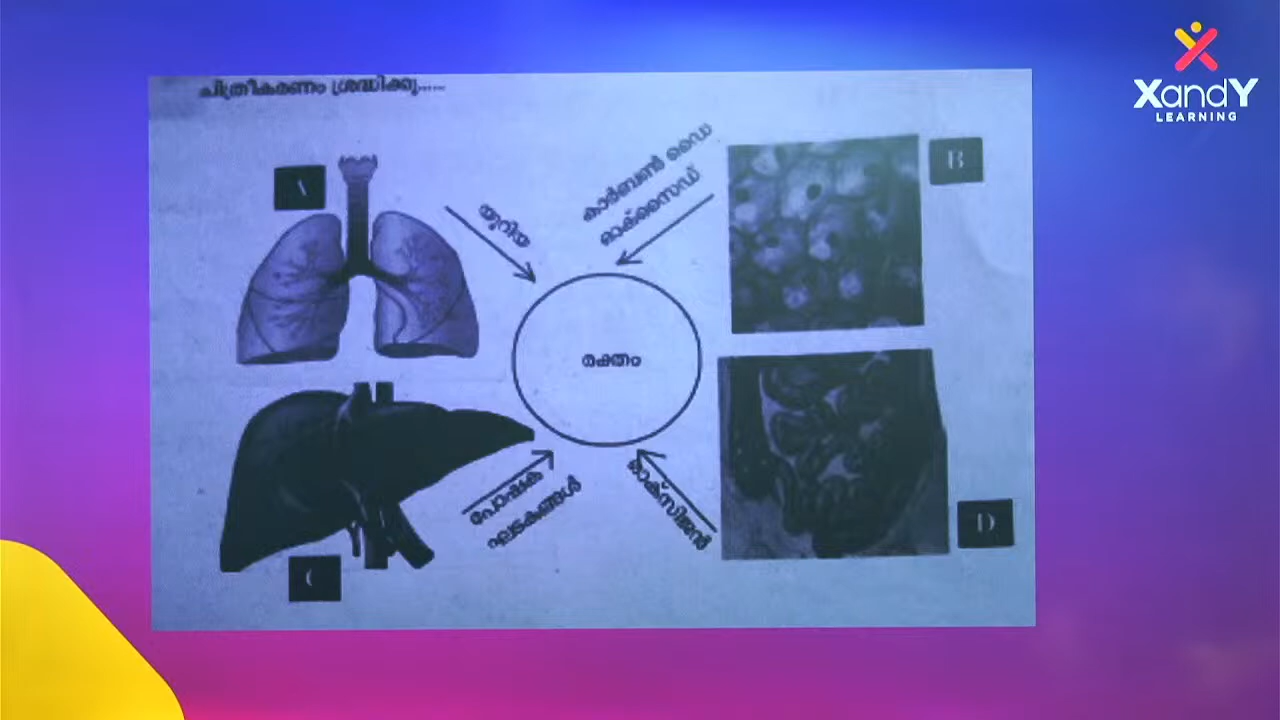 XandY
LEARNING
ചിത്രീകരണം ശ്രദ്ധിക്കൂ.....
A
യൂറിയ
കാർബൺ ഡൈ
ഓക്സൈഡ്
B
രക്തം
പോഷക
ഘടകങ്ങൾ
ഓക്സിജൻ
C
D